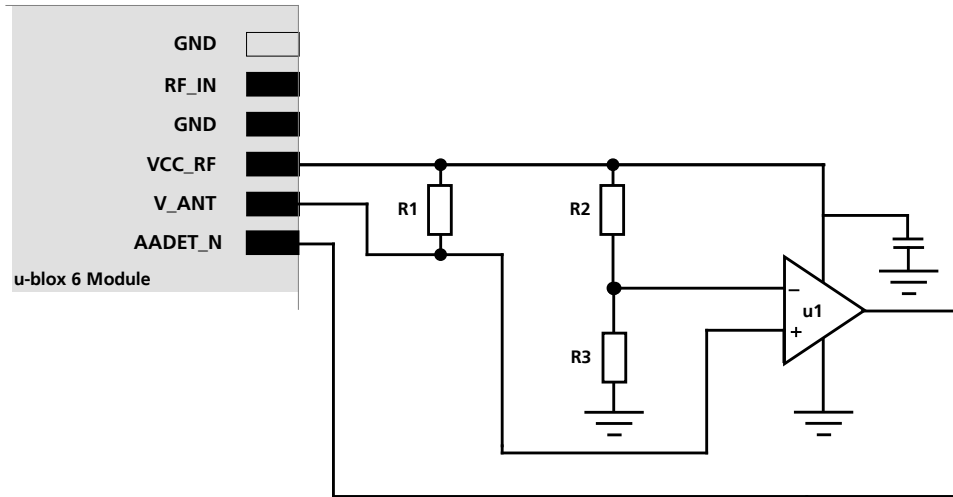 GND
RF_IN
GND
VCC_RF
V_ANT
AADET_N
u-blox 6 Module
R1
R2
R3
−
u1
+